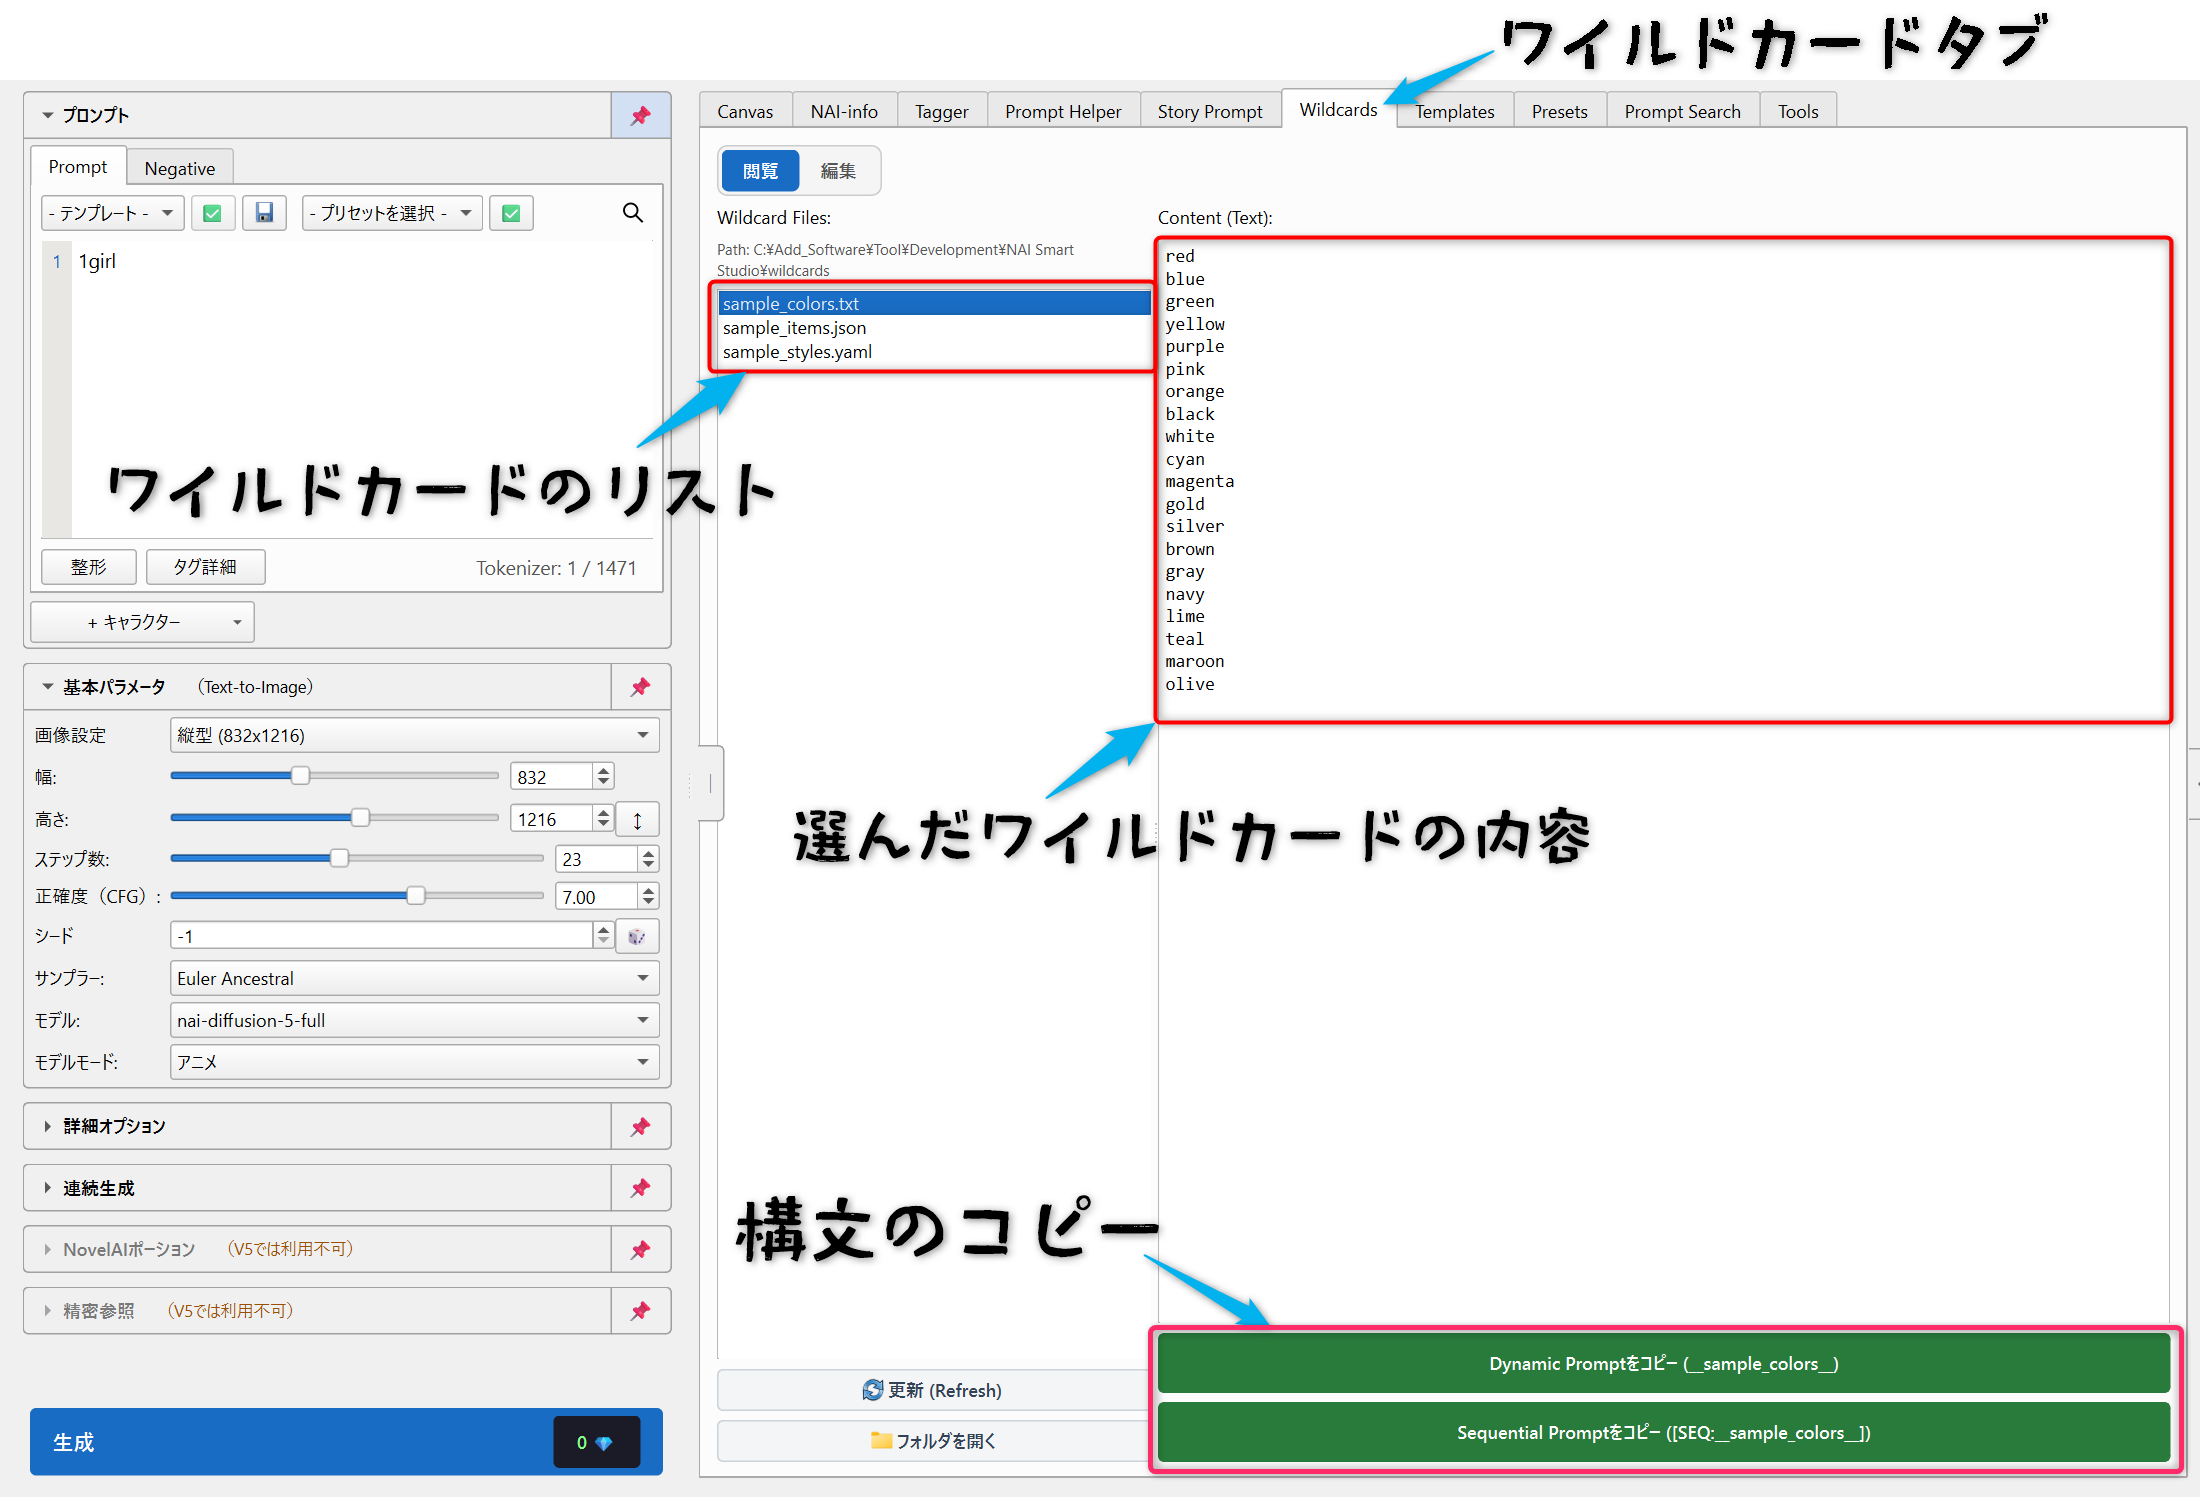 ワイルドカードタブ
プロンプト
Prompt
Negative
- テンプレート -
- プリセットを選択 -
1
1girl
ワイルドカードのリスト
整形
タグ詳細
Tokenizer: 1 / 1471
+ キャラクター
基本パラメータ
（Text-to-Image）
画像設定
縦型 (832x1216)
幅:
832
高さ:
1216
↕
ステップ数:
23
正確度（CFG）:
7.00
シード
-1
サンプラー:
Euler Ancestral
モデル:
nai-diffusion-5-full
モデルモード:
アニメ
詳細オプション
連続生成
NovelAIポーション
（V5では利用不可）
精密参照
（V5では利用不可）
生成
0
Canvas
NAI-info
Tagger
Prompt Helper
Story Prompt
Wildcards
Templates
Presets
Prompt Search
Tools
閲覧
編集
Wildcard Files:
Path: C:¥Add_Software¥Tool¥Development¥NAI Smart
Studio¥wildcards
sample_colors.txt
sample_items.json
sample_styles.yaml
Content (Text):
red
blue
green
yellow
purple
pink
orange
black
white
cyan
magenta
gold
silver
brown
gray
navy
lime
teal
maroon
olive
選んだワイルドカードの内容
構文のコピー
更新 (Refresh)
フォルダを開く
Dynamic Promptをコピー (__sample_colors__)
Sequential Promptをコピー ([SEQ:__sample_colors__])